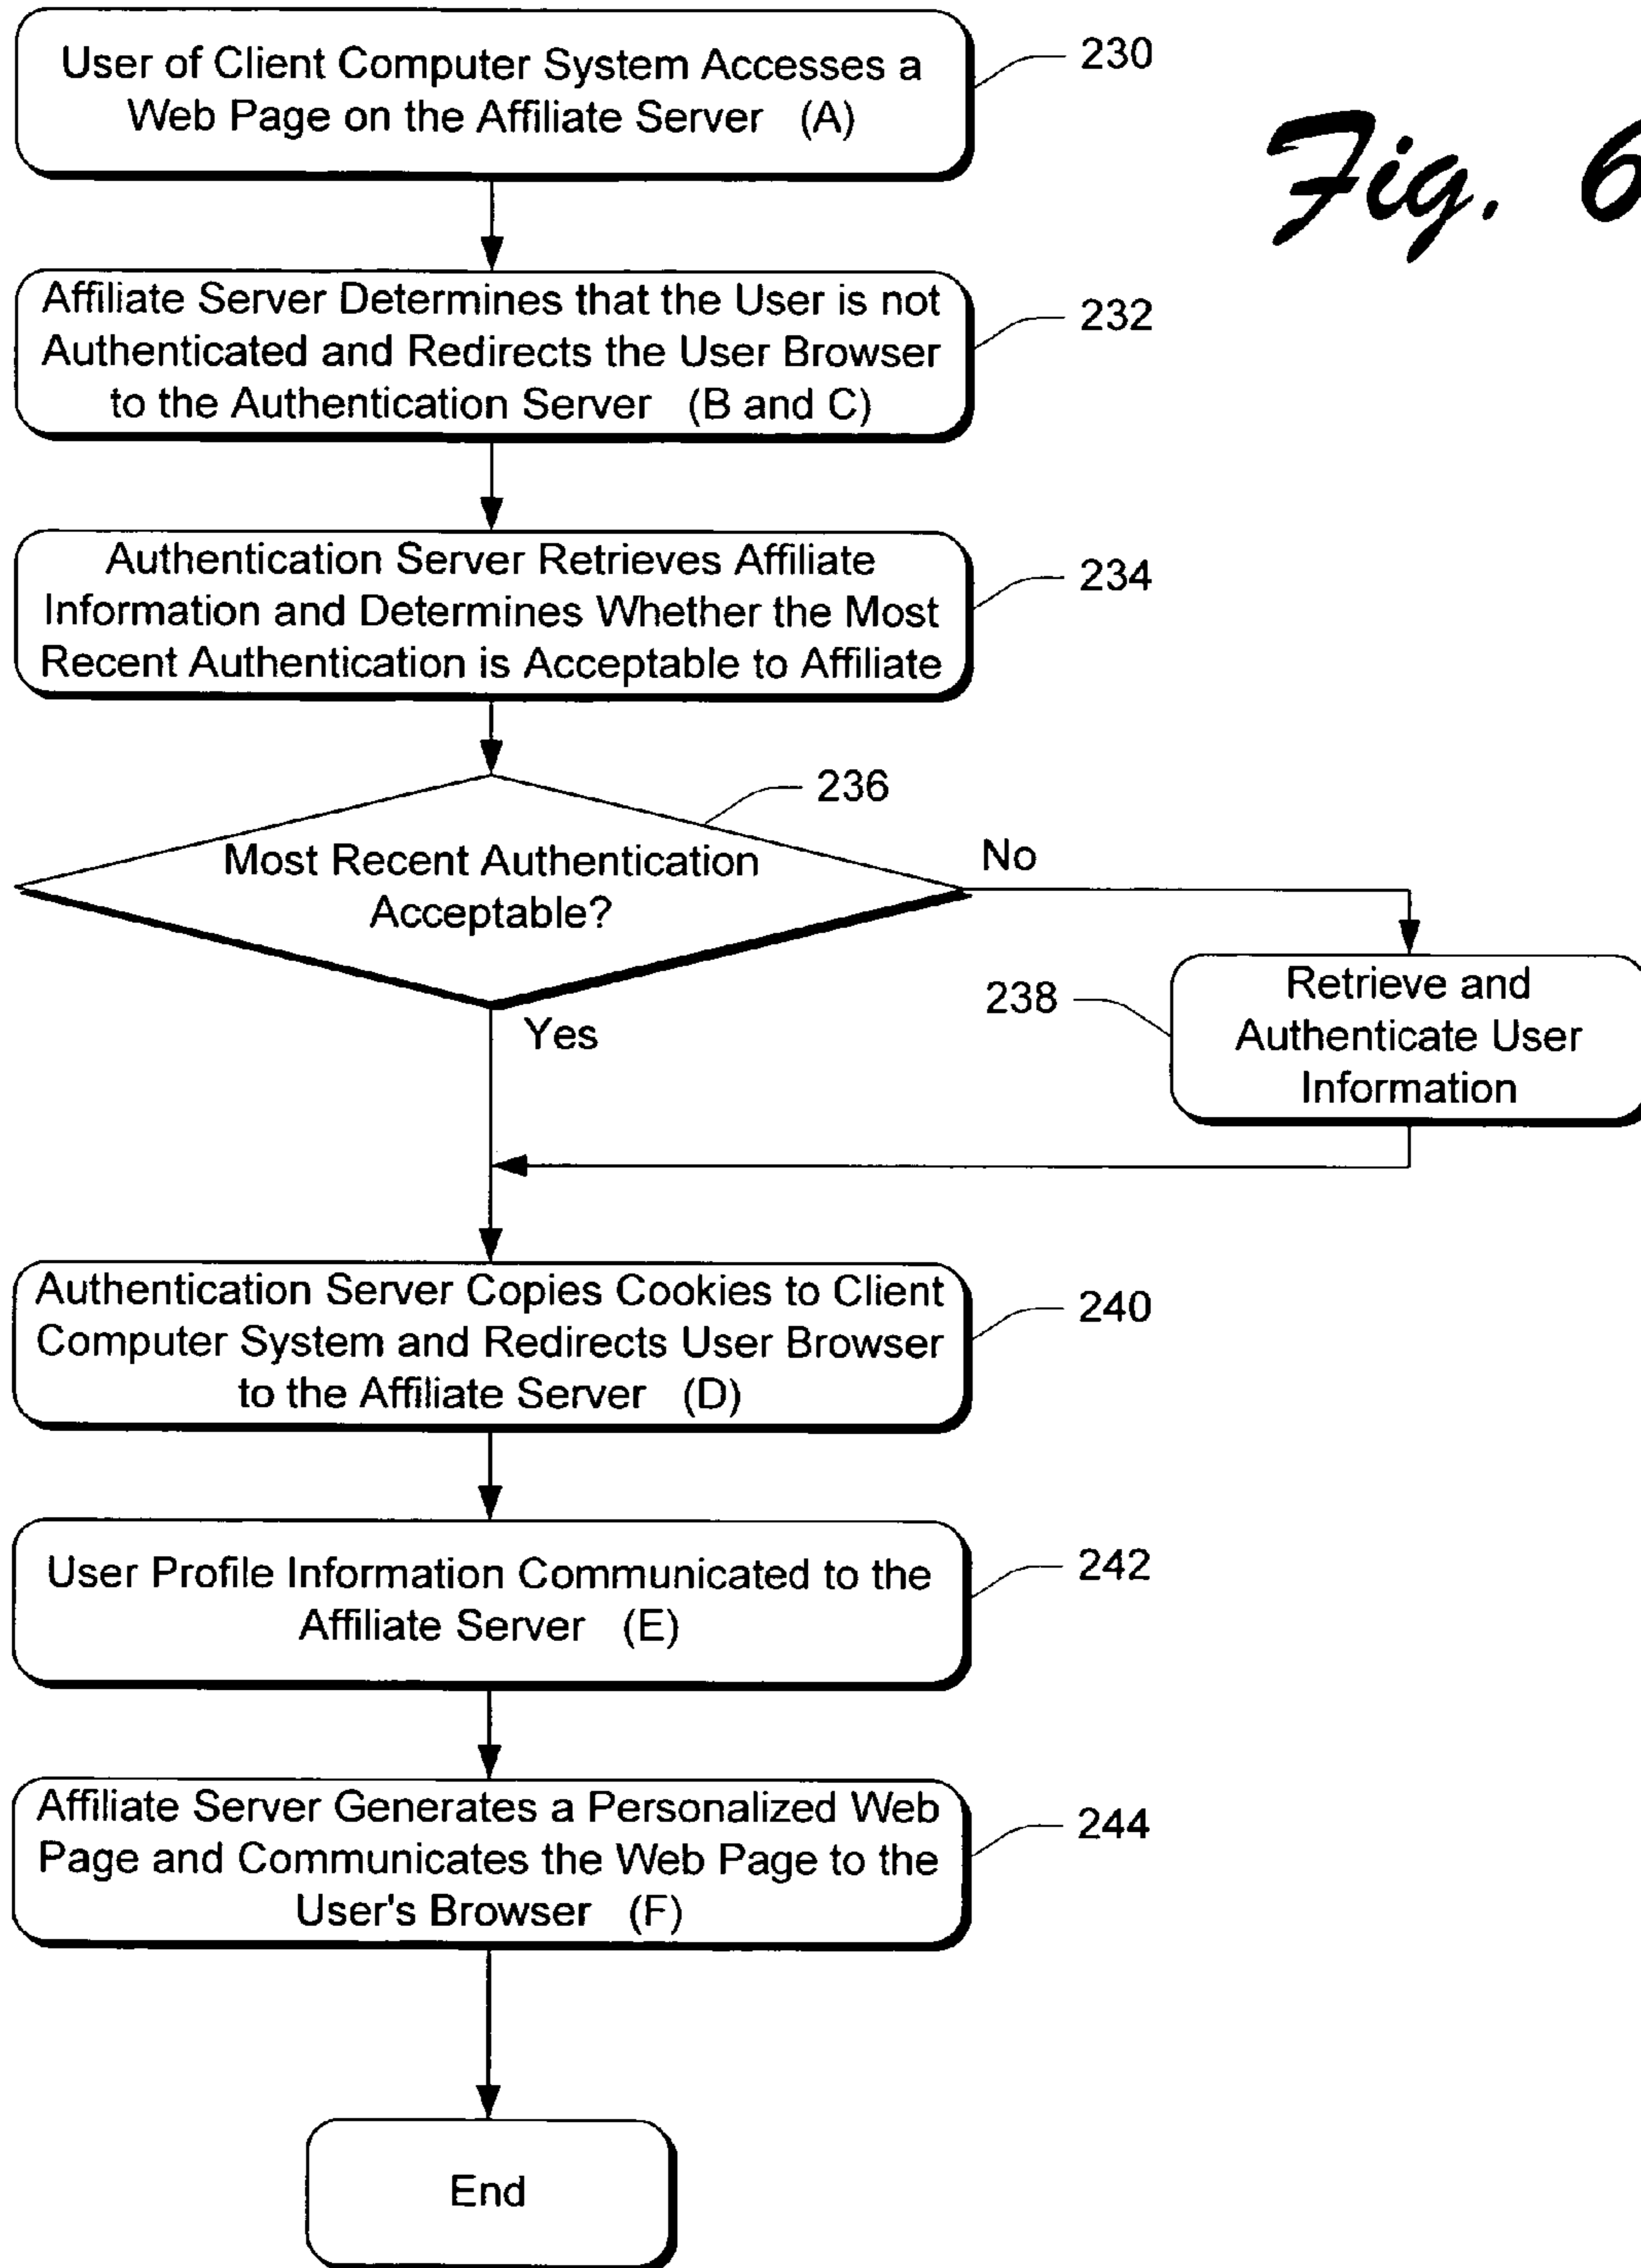 Fig. 6
User of Client Computer System Accesses a
Web Page on the Affiliate Server (A)
230
Affiliate Server Determines that the User is not
Authenticated and Redirects the User Browser
to the Authentication Server (B and C)
232
Authentication Server Retrieves Affiliate
Information and Determines Whether the Most
Recent Authentication is Acceptable to Affiliate
234
236
Most Recent Authentication
Acceptable?
No
Yes
238
Retrieve and
Authenticate User
Information
Authentication Server Copies Cookies to Client
Computer System and Redirects User Browser
to the Affiliate Server (D)
240
User Profile Information Communicated to the
Affiliate Server (E)
242
Affiliate Server Generates a Personalized Web
Page and Communicates the Web Page to the
User's Browser (F)
244
End